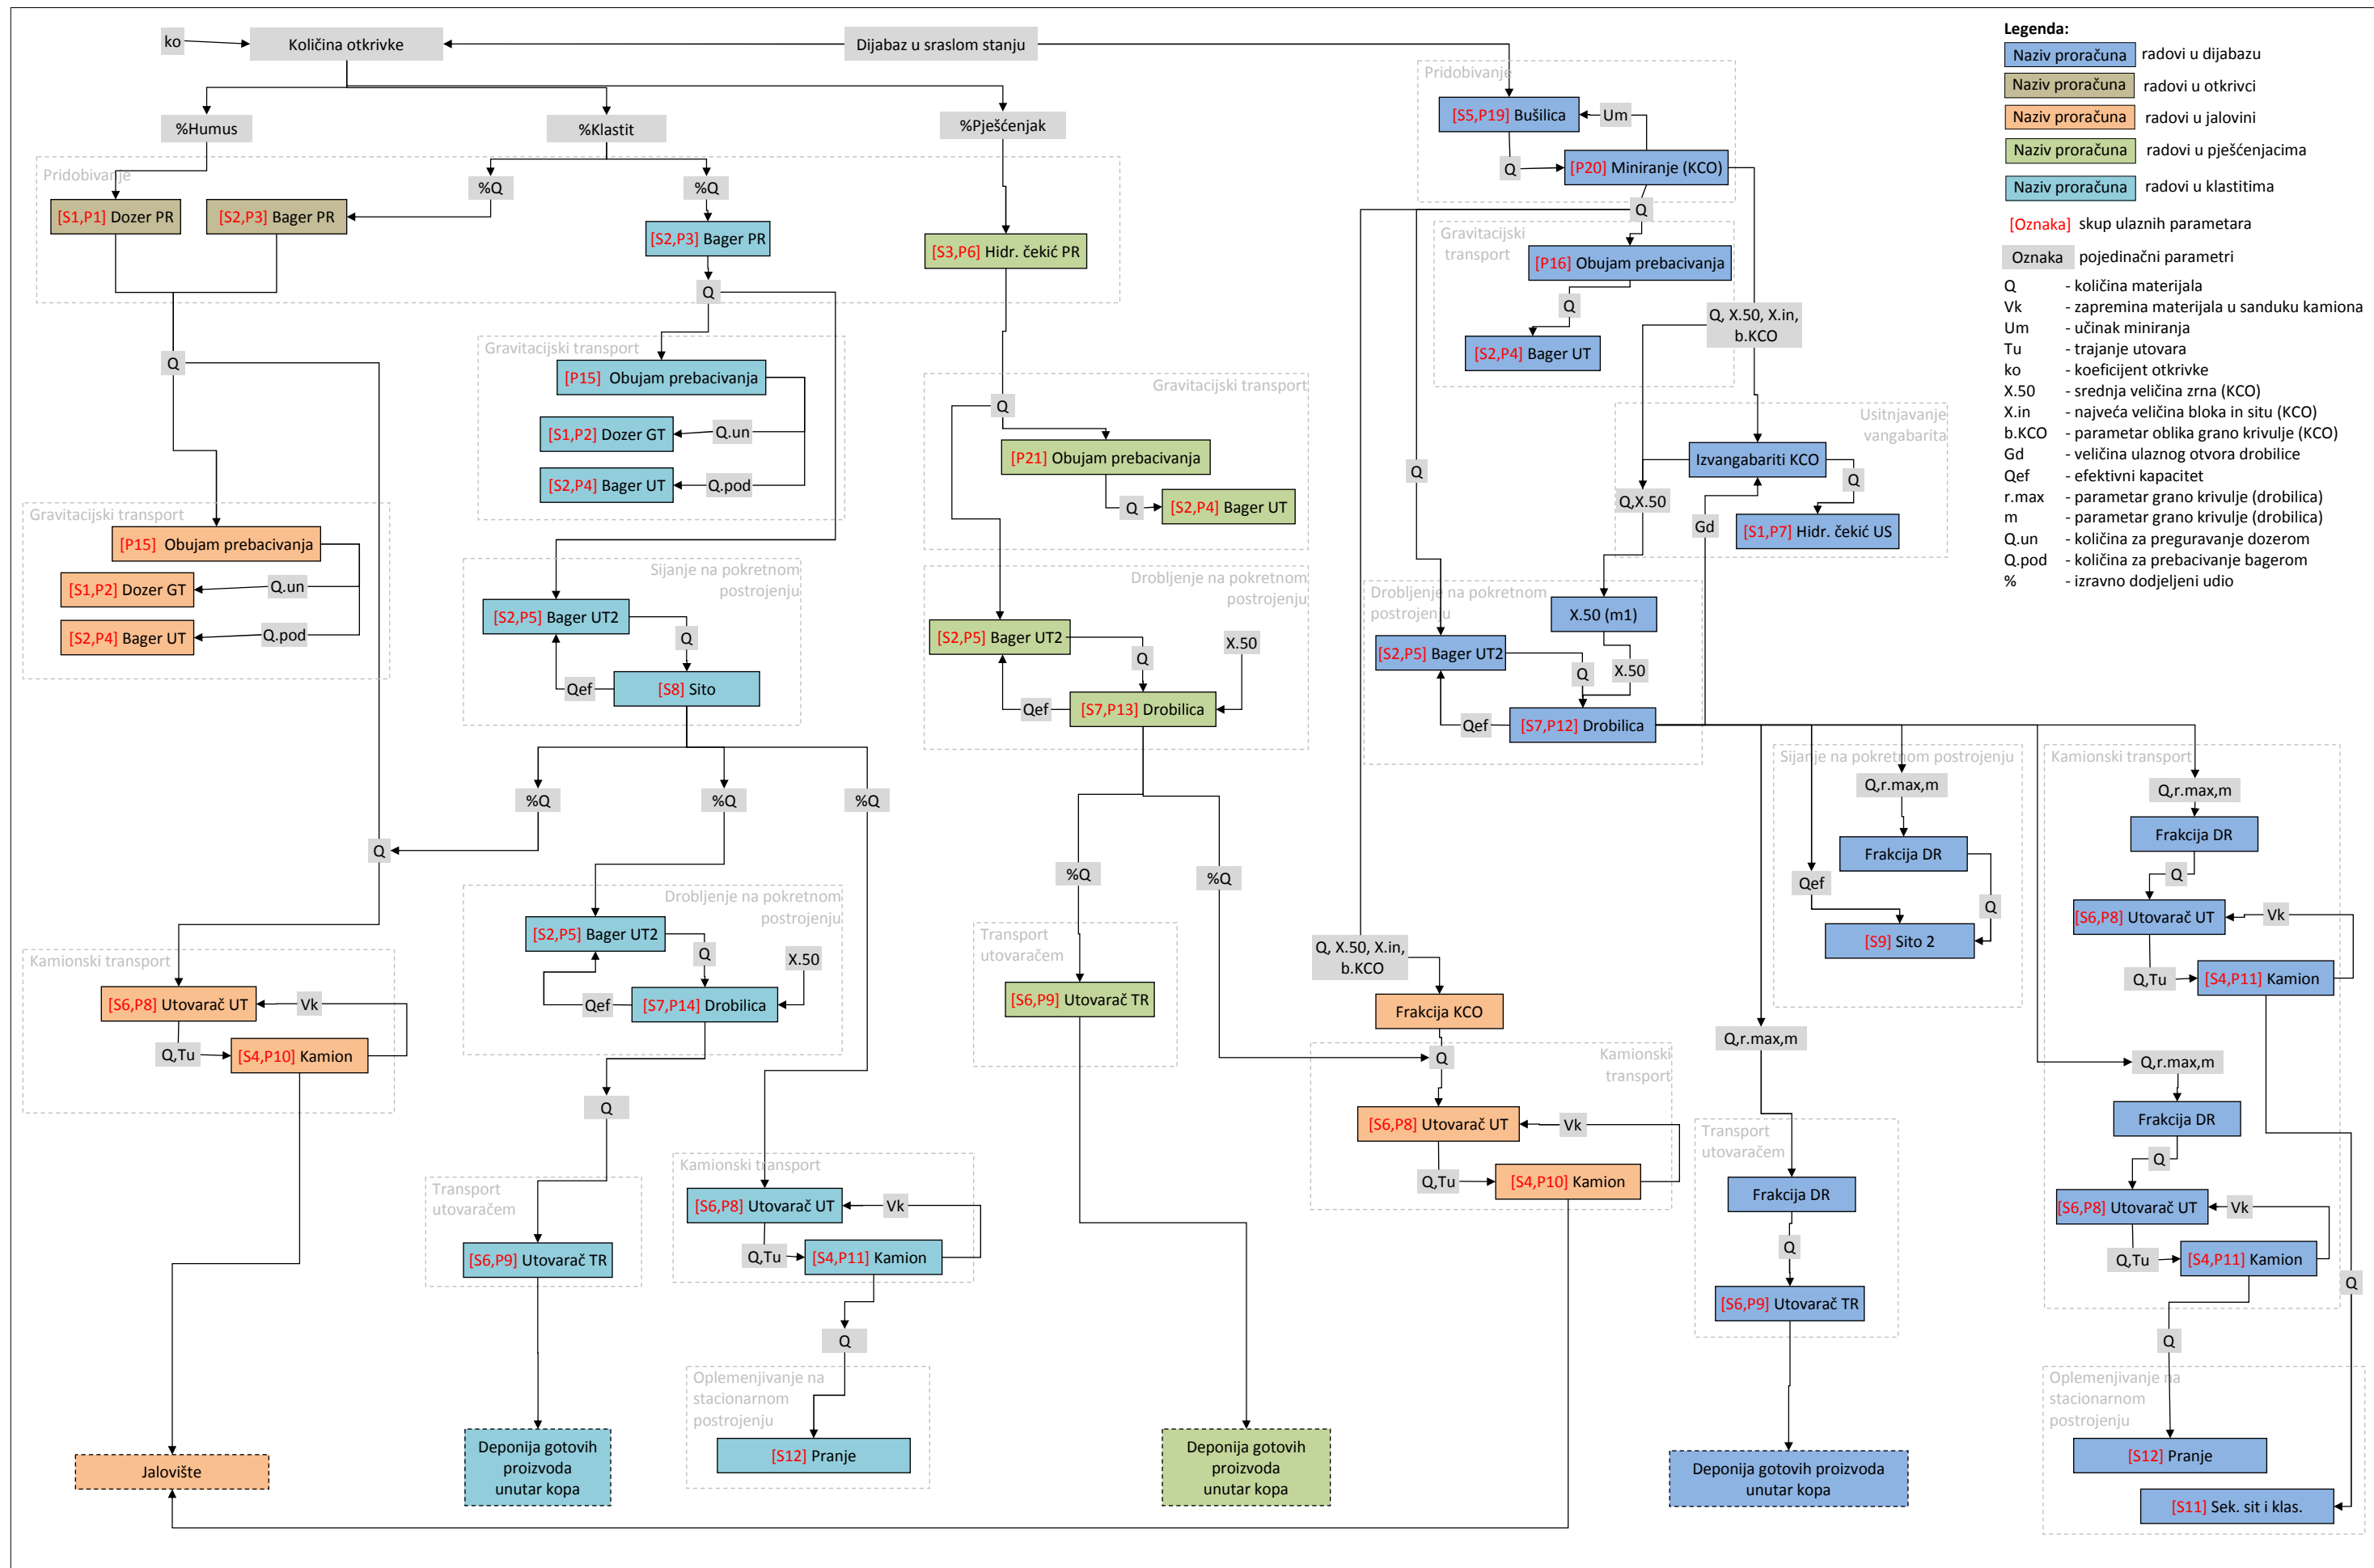 ko
Količina otkrivke
Dijabaz u sraslom stanju
%Humus
%Klastit
%Pješćenjak
Pridobivanje
%Q
%Q
[S1,P1] Dozer PR
[S2,P3] Bager PR
[S2,P3] Bager PR
[S3,P6] Hidr. čekić PR
Q
Q
Gravitacijski transport
[P15] Obujam prebacivanja
[S1,P2] Dozer GT
Q.un
[S2,P4] Bager UT
Q.pod
Gravitacijski transport
[P15] Obujam prebacivanja
[S1,P2] Dozer GT
Q.un
[S2,P4] Bager UT
Q.pod
Gravitacijski transport
Q
[P21] Obujam prebacivanja
Q
[S2,P4] Bager UT
Sijanje na pokretnom
postrojenju
[S2,P5] Bager UT2
Q
Qef
[S8] Sito
Drobljenje na pokretnom
postrojenju
[S2,P5] Bager UT2
Q
X.50
Qef
[S7,P13] Drobilica
%Q
%Q
%Q
Q
Drobljenje na pokretnom
postrojenju
[S2,P5] Bager UT2
Q
X.50
Qef
[S7,P14] Drobilica
Q
Kamionski transport
[S6,P8] Utovarač UT
Vk
Q,Tu
[S4,P10] Kamion
Transport
utovaračem
[S6,P9] Utovarač TR
Kamionski transport
[S6,P8] Utovarač UT
Vk
Q,Tu
[S4,P11] Kamion
Q
Oplemenjivanje na
stacionarnom
postrojenju
[S12] Pranje
%Q
%Q
Transport
utovaračem
[S6,P9] Utovarač TR
Jalovište
Deponija gotovih
proizvoda
unutar kopa
Deponija gotovih
proizvoda
unutar kopa
Pridobivanje
[S5,P19] Bušilica
Um
Q
[P20] Miniranje (KCO)
Q
Gravitacijski
transport
[P16] Obujam prebacivanja
Q
[S2,P4] Bager UT
Q, X.50, X.in,
b.KCO
Usitnjavanje
vangabarita
Izvangabariti KCO
Q
Q
Q,X.50
Gd
[S1,P7] Hidr. čekić US
Drobljenje na pokretnom
postrojenju
X.50 (m1)
[S2,P5] Bager UT2
Q
X.50
Qef
[S7,P12] Drobilica
Q, X.50, X.in,
b.KCO
Frakcija KCO
Q
Kamionski
transport
[S6,P8] Utovarač UT
Vk
Q,Tu
[S4,P10] Kamion
Sijanje na pokretnom postrojenju
Q,r.max,m
Frakcija DR
Qef
Q
[S9] Sito 2
Q,r.max,m
Transport
utovaračem
Frakcija DR
Q
[S6,P9] Utovarač TR
Deponija gotovih proizvoda
unutar kopa
Kamionski transport
Q,r.max,m
Frakcija DR
Q
[S6,P8] Utovarač UT
Vk
Q,Tu
[S4,P11] Kamion
Q,r.max,m
Frakcija DR
Q
[S6,P8] Utovarač UT
Vk
Q,Tu
[S4,P11] Kamion
Q
Q
Oplemenjivanje na
stacionarnom
postrojenju
[S12] Pranje
[S11] Sek. sit i klas.
Legenda:
Naziv proračuna radovi u dijabazu
Naziv proračuna radovi u otkrivci
Naziv proračuna radovi u jalovini
Naziv proračuna radovi u pješćenjacima
Naziv proračuna radovi u klastitima
[Oznaka] skup ulaznih parametara
Oznaka pojedinačni parametri
Q - količina materijala
Vk - zapremina materijala u sanduku kamiona
Um - učinak miniranja
Tu - trajanje utovara
ko - koeficijent otkrivke
X.50 - srednja veličina zrna (KCO)
X.in - najveća veličina bloka in situ (KCO)
b.KCO - parametar oblika grano krivulje (KCO)
Gd - veličina ulaznog otvora drobilice
Qef - efektivni kapacitet
r.max - parametar grano krivulje (drobilica)
m - parametar grano krivulje (drobilica)
Q.un - količina za preguravanje dozerom
Q.pod - količina za prebacivanje bagerom
% - izravno dodjeljeni udio